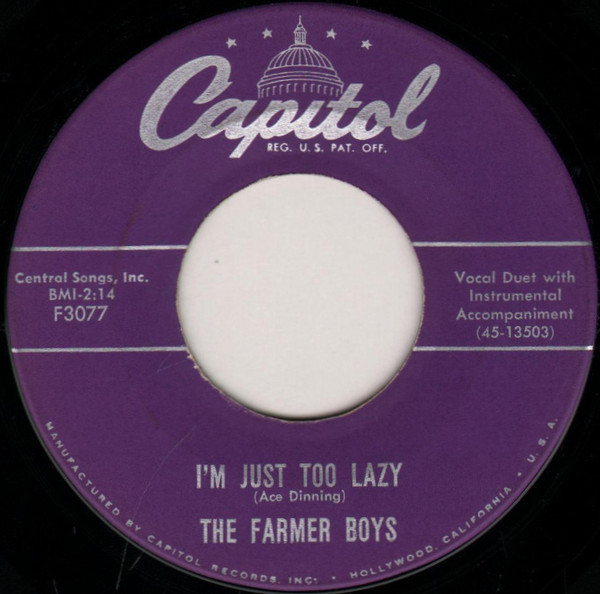 Capitol
REG. U.S. PAT. OFF.
Central Songs, Inc.
BMI-2:14
F3077
Vocal Duet with
Instrumental
Accompaniment
(45-13503)
I'M JUST TOO LAZY
(Ace Dinning)
THE FARMER BOYS
MANUFACTURED BY CAPITOL RECORDS, INC. • HOLLYWOOD, CALIFORNIA • U.S.A.